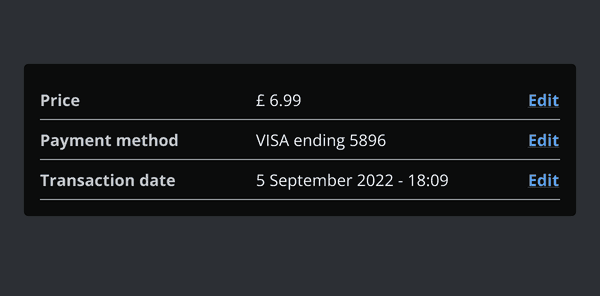 Price £ 6.99 Edit
Payment method VISA ending 5896 Edit
Transaction date 5 September 2022 - 18:09 Edit